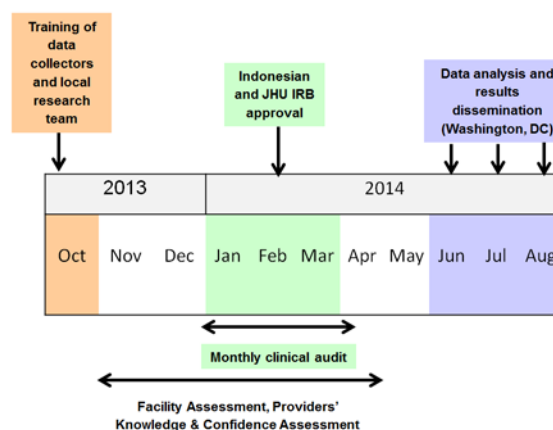 Training of
data
collectors
and local
research
team
Indonesian
and JHU IRB
approval
Data analysis and
results
dissemination
(Washington, DC)
2013
2014
Oct
Nov
Dec
Jan
Feb
Mar
Apr
May
Jun
Jul
Aug
Monthly clinical audit
Facility Assessment, Providers'
Knowledge & Confidence Assessment